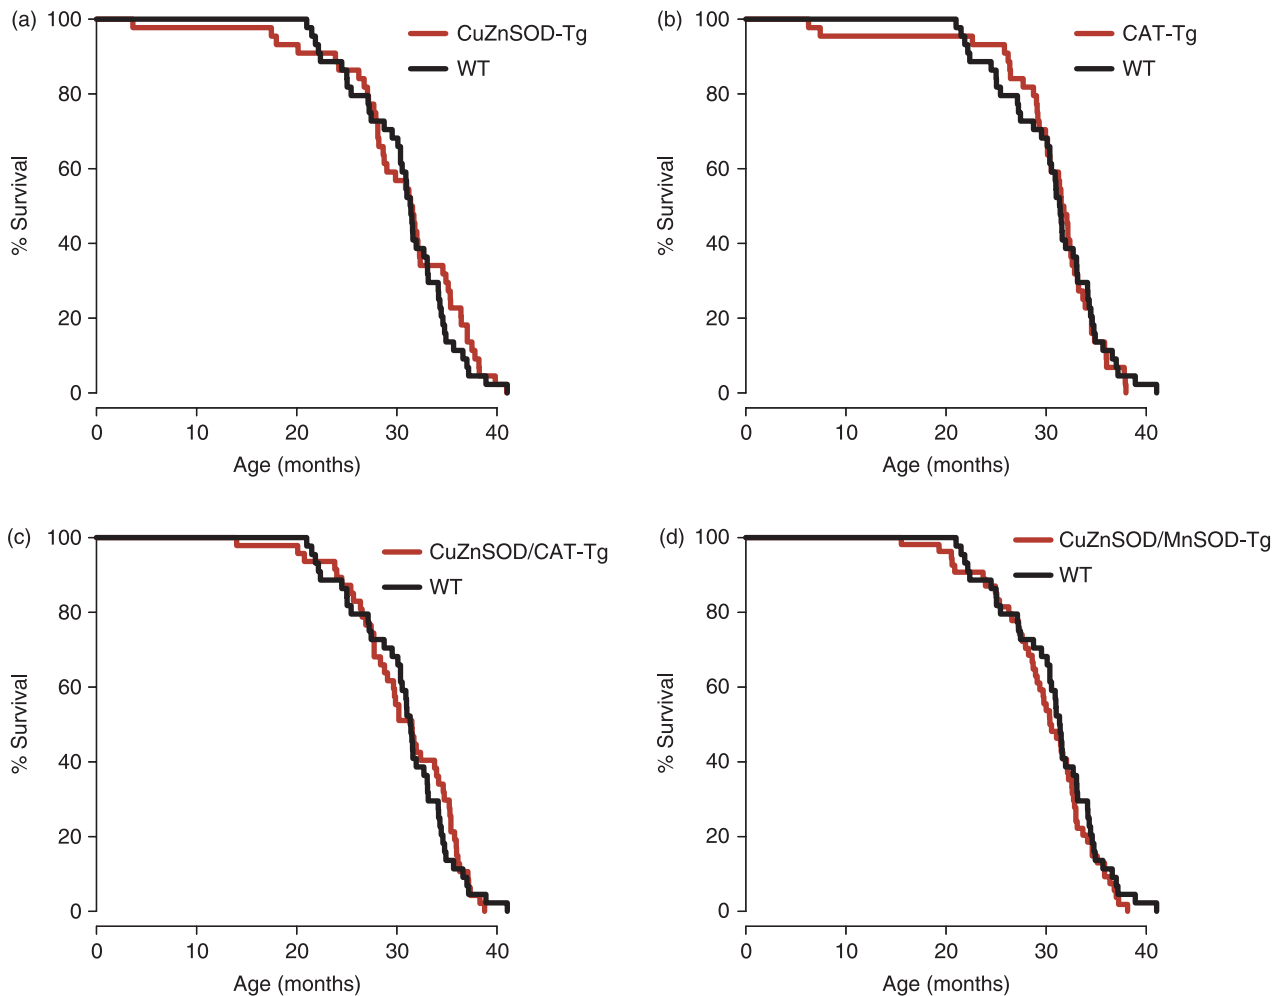 (a)
100
80
60
40
20
0
% Survival
CuZnSOD-Tg
WT
0 10 20 30 40
Age (months)
(b)
100
80
60
40
20
0
% Survival
CAT-Tg
WT
0 10 20 30 40
Age (months)
(c)
100
80
60
40
20
0
% Survival
CuZnSOD/CAT-Tg
WT
0 10 20 30 40
Age (months)
(d)
100
80
60
40
20
0
% Survival
CuZnSOD/MnSOD-Tg
WT
0 10 20 30 40
Age (months)